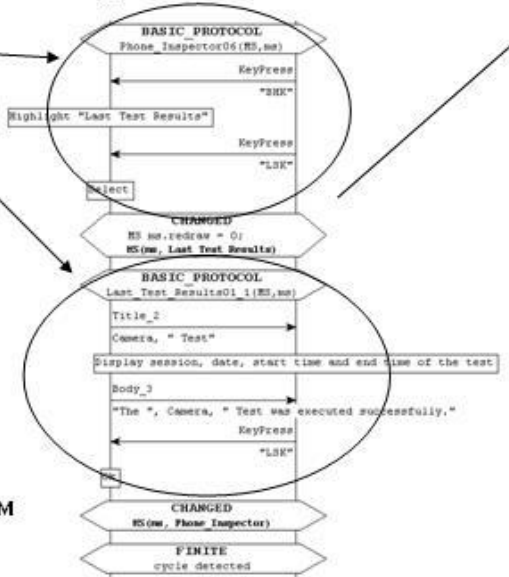 BASIC_PROTOCOL
Phone_Inspector06(MS,ms)
KeyPress
"SHK"
Highlight "Last Test Results"
KeyPress
"LSK"
Select
CHANGED
MS ms.redraw = 0;
MS(ms, Last Test Results)
BASIC_PROTOCOL
Last_Test_Results01_1(MS,ms)
Title_2
Camera, " Test"
Display session, date, start time and end time of the test
Body_3
"The ", Camera, " Test was executed successfully."
KeyPress
"LSK"
M
CHANGED
MS(ms, Phone_Inspector)
FINITE
cycle detected